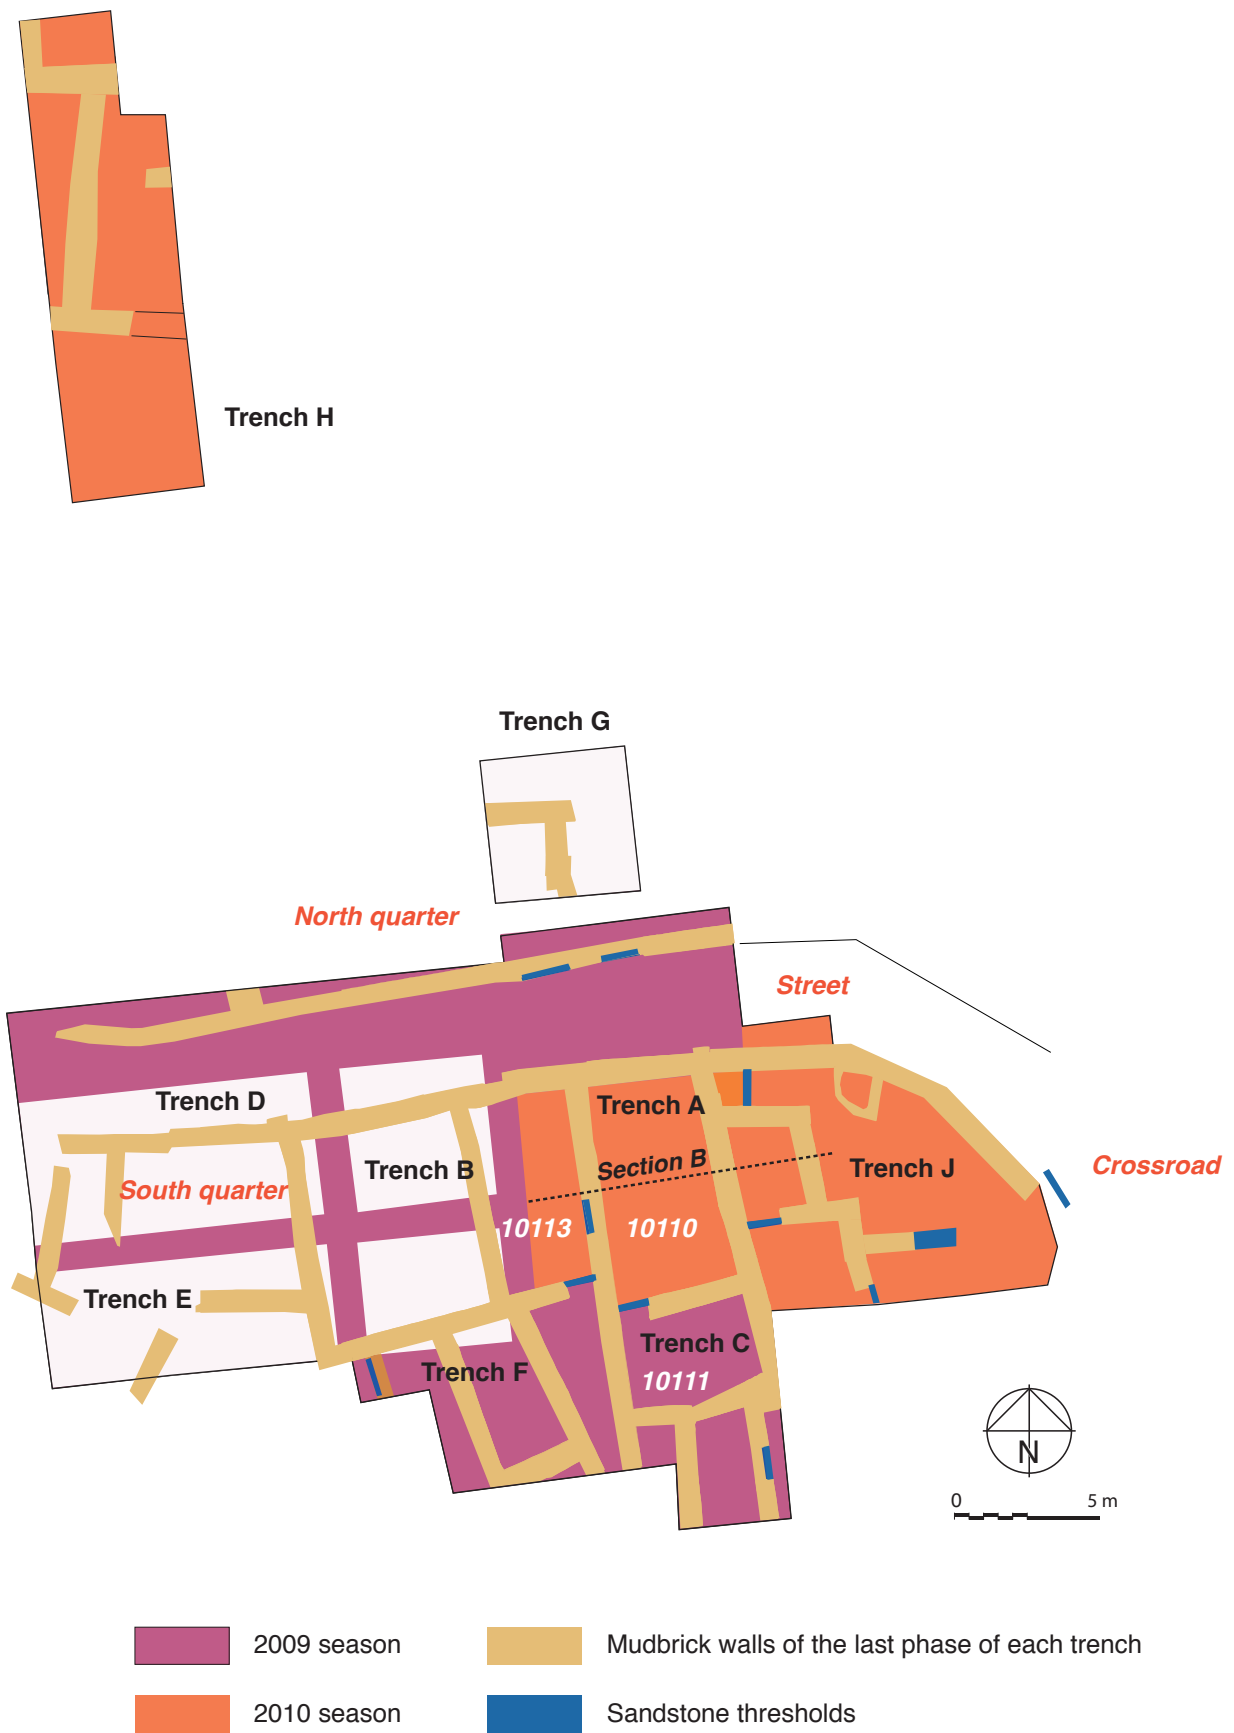 Trench H
Trench G
North quarter
Street
Trench D
Trench A
Trench B
Section B
Trench J
Crossroad
South quarter
10113
10110
Trench E
Trench C
Trench F
10111
N
0
5 m
2009 season
Mudbrick walls of the last phase of each trench
2010 season
Sandstone thresholds